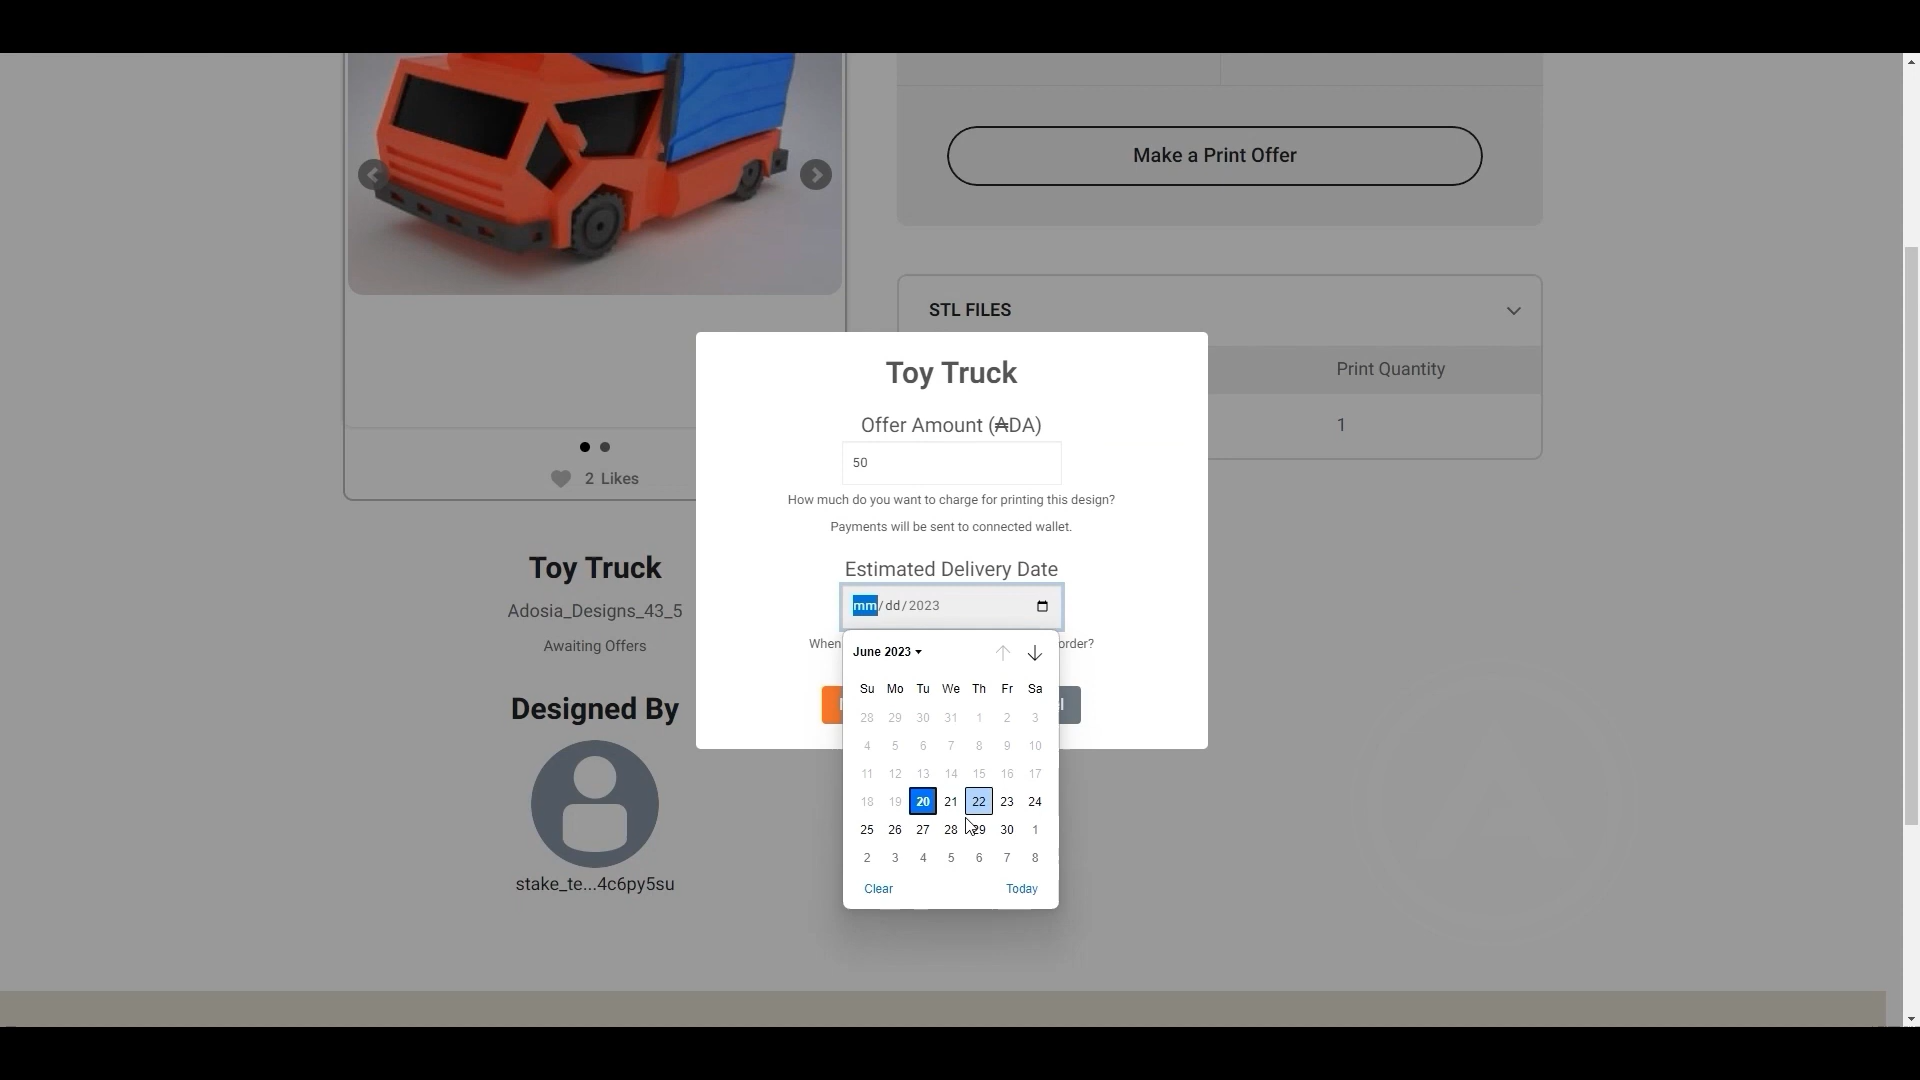 Make a Print Offer
STL FILES
Print Quantity
1
Toy Truck
Offer Amount (₳DA)
50
How much do you want to charge for printing this design?
Payments will be sent to connected wallet.
Estimated Delivery Date
mm/dd/2023
When
order?
June 2023
Su Mo Tu We Th Fr Sa
28 29 30 31 1 2 3
4 5 6 7 8 9 10
11 12 13 14 15 16 17
18 19 20 21 22 23 24
25 26 27 28 29 30 1
2 3 4 5 6 7 8
Clear Today
2 Likes
Toy Truck
Adosia_Designs_43_5
Awaiting Offers
Designed By
stake_te...4c6py5su